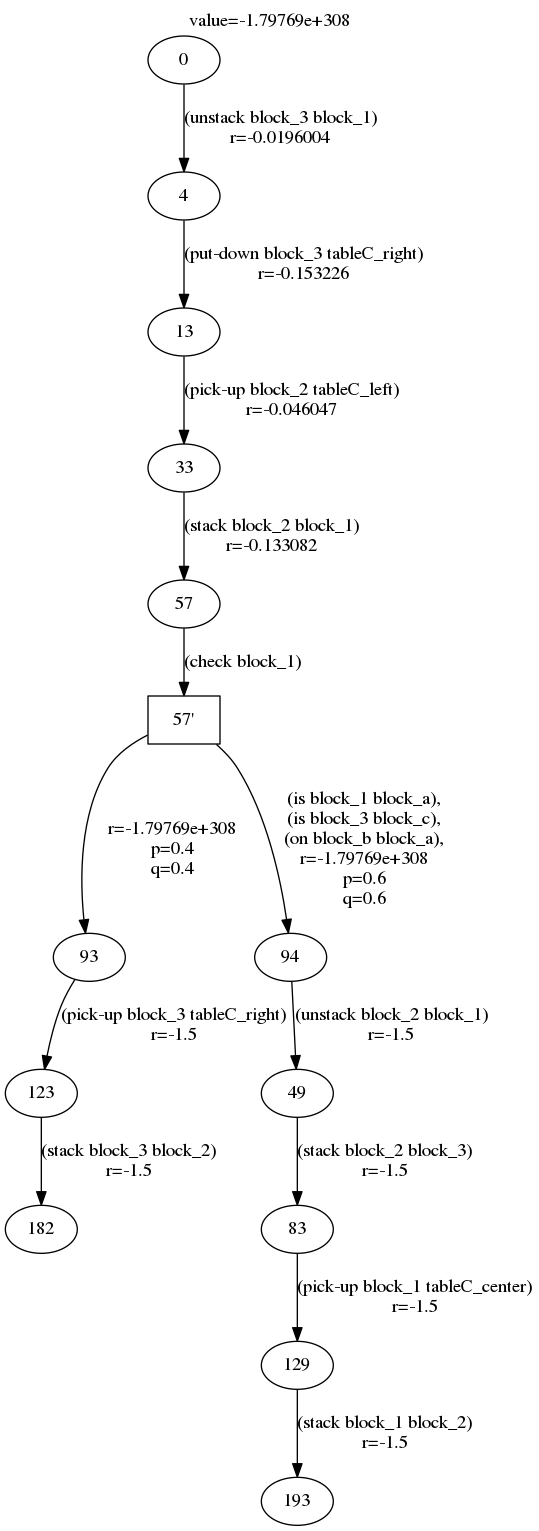 value=-1.79769e+308
0
(unstack block_3 block_1)
r=-0.0196004
4
(put-down block_3 tableC_right)
r=-0.153226
13
(pick-up block_2 tableC_left)
r=-0.046047
33
(stack block_2 block_1)
r=-0.133082
57
(check block_1)
57'
r=-1.79769e+308
p=0.4
q=0.4
(is block_1 block_a),
(is block_3 block_c),
(on block_b block_a),
r=-1.79769e+308
p=0.6
q=0.6
93
94
(pick-up block_3 tableC_right)
r=-1.5
(unstack block_2 block_1)
r=-1.5
123
49
(stack block_3 block_2)
r=-1.5
(stack block_2 block_3)
r=-1.5
182
83
(pick-up block_1 tableC_center)
r=-1.5
129
(stack block_1 block_2)
r=-1.5
193